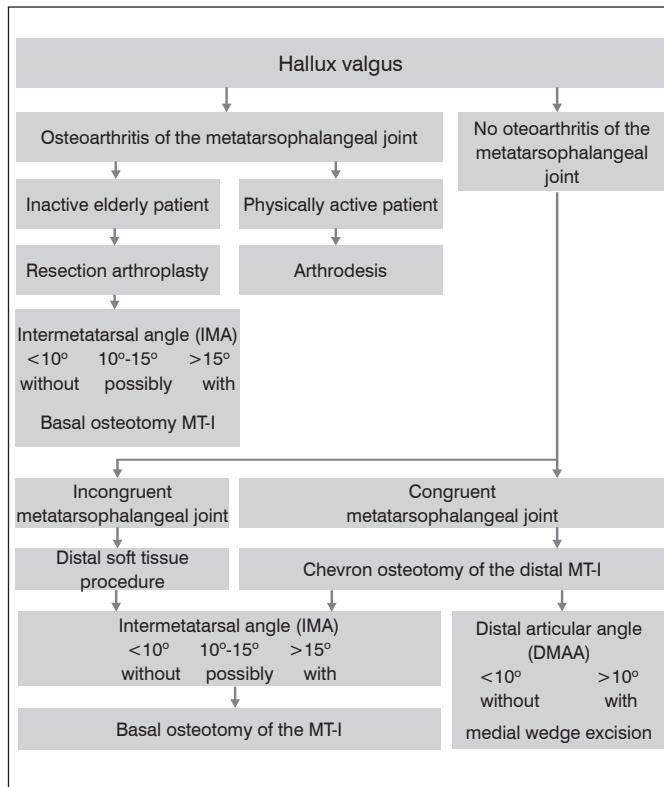 Hallux valgus
Osteoarthritis of the metatarsophalangeal joint
No oteoarthritis of the
metatarsophalangeal
joint
Inactive elderly patient
Physically active patient
Resection arthroplasty
Arthrodesis
Intermetatarsal angle (IMA)
<10º 10º-15º >15º
without possibly with
Basal osteotomy MT-I
Incongruent
metatarsophalangeal joint
Congruent
metatarsophalangeal joint
Distal soft tissue
procedure
Chevron osteotomy of the distal MT-I
Intermetatarsal angle (IMA)
<10º 10º-15º >15º
without possibly with
Distal articular angle
(DMAA)
<10º >10º
without with
medial wedge excision
Basal osteotomy of the MT-I